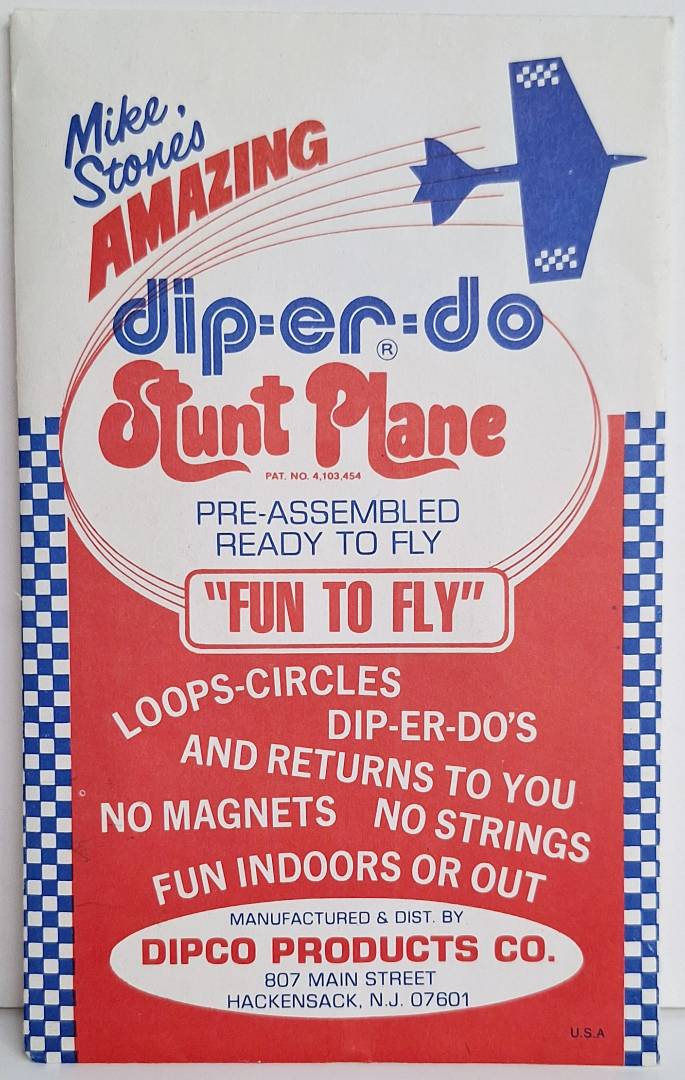 Mike Stone's
AMAZING
dip-er-do
®
Stunt Plane
PAT. NO. 4,103,454
PRE-ASSEMBLED
READY TO FLY
"FUN TO FLY"
LOOPS-CIRCLES
DIP-ER-DO'S
AND RETURNS TO YOU
NO MAGNETS NO STRINGS
FUN INDOORS OR OUT
MANUFACTURED & DIST. BY
DIPCO PRODUCTS CO.
807 MAIN STREET
HACKENSACK, N.J. 07601
U.S.A